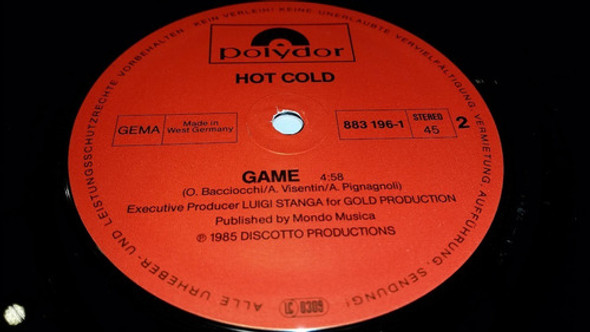 ALLE URHEBER- UND LEISTUNGSSCHUTZRECHTE VORBEHALTEN · KEIN VERLEIH! KEINE UNERLAUBTE VERVIELFÄLTIGUNG, VERMIETUNG, AUFFÜHRUNG, SENDUNG!
polydor
HOT COLD
GEMA
Made in
West Germany
883 196-1
STEREO
45
2
GAME 4:58
(O. Bacciocchi/A. Visentin/A. Pignagnoli)
Executive Producer LUIGI STANGA for GOLD PRODUCTION
Published by Mondo Musica
℗ 1985 DISCOTTO PRODUCTIONS
LC 0309